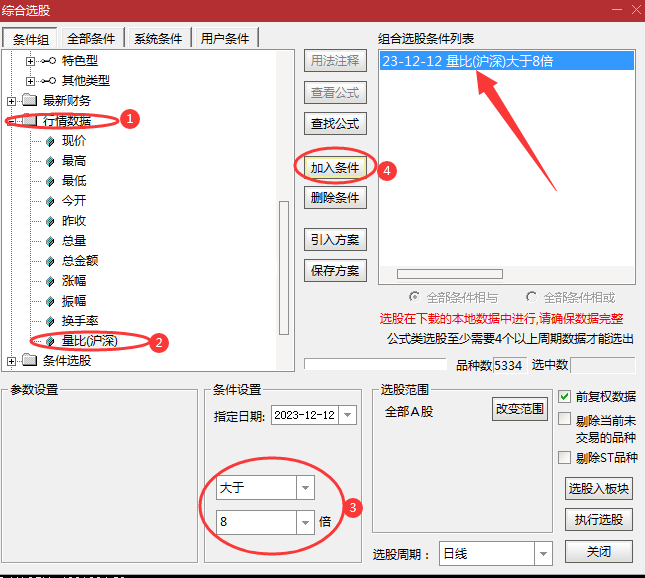 综合选股
条件组 全部条件 系统条件 用户条件
特色型
其他类型
最新财务
行情数据
1
现价
最高
最低
今开
昨收
总量
总金额
涨幅
振幅
换手率
量比(沪深)
2
条件选股
用法注释
查看公式
查找公式
加入条件
4
删除条件
引入方案
保存方案
组合选股条件列表
23-12-12 量比(沪深)大于8倍
全部条件相与 全部条件相或
选股在下载的本地数据中进行,请确保数据完整
公式类选股至少需要4个以上周期数据才能选出
品种数 5334 选中数
参数设置
条件设置
指定日期: 2023-12-12
大于
8 倍
3
选股范围
全部A股 改变范围
选股周期： 日线
前复权数据
剔除当前未
交易的品种
剔除ST品种
选股入板块
执行选股
关闭